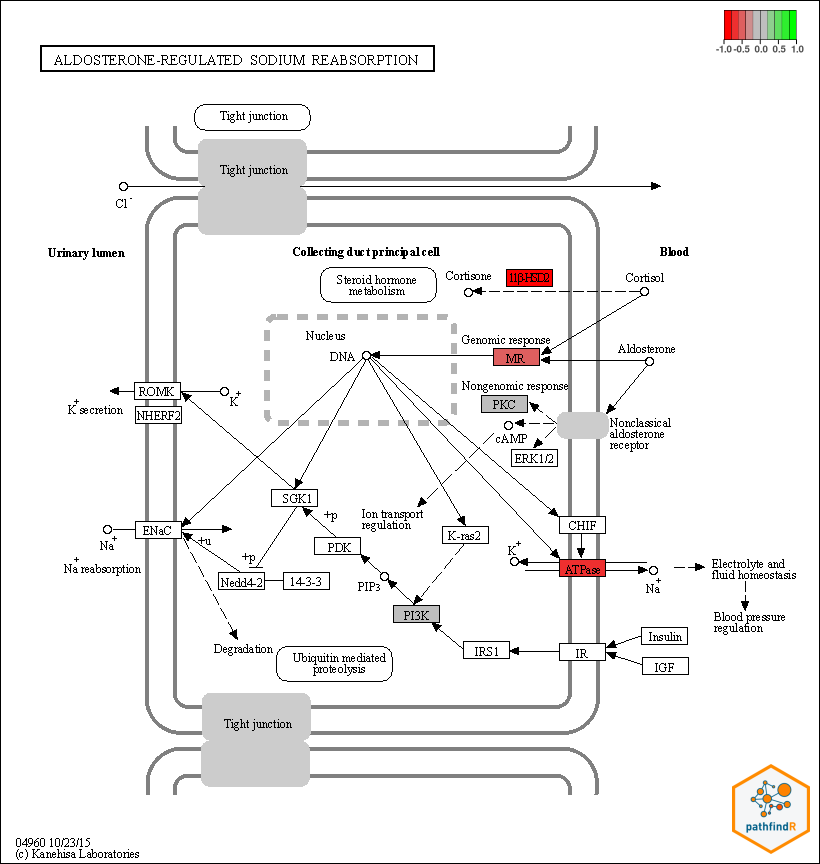 -1.0 -0.5 0.0 0.5 1.0
ALDOSTERONE-REGULATED SODIUM REABSORPTION
Tight junction
Tight junction
Cl-
Urinary lumen
Collecting duct principal cell
Blood
Steroid hormone
metabolism
Cortisone
11β-HSD2
Cortisol
Nucleus
DNA
Genomic response
MR
Aldosterone
Nongenomic response
PKC
cAMP
ERK1/2
Nonclassical
aldosterone
receptor
ROMK
NHERF2
K+
K+ secretion
SGK1
Ion transport
regulation
+p
K-ras2
CHIF
ENaC
Na+
Na+ reabsorption
+u
+p
PDK
PIP3
K+
ATPase
Na+
Electrolyte and
fluid homeostasis
Nedd4-2
14-3-3
PI3K
Blood pressure
regulation
Degradation
Ubiquitin mediated
proteolysis
IRS1
IR
Insulin
IGF
Tight junction
pathfindR
04960 10/23/15
(c) Kanehisa Laboratories